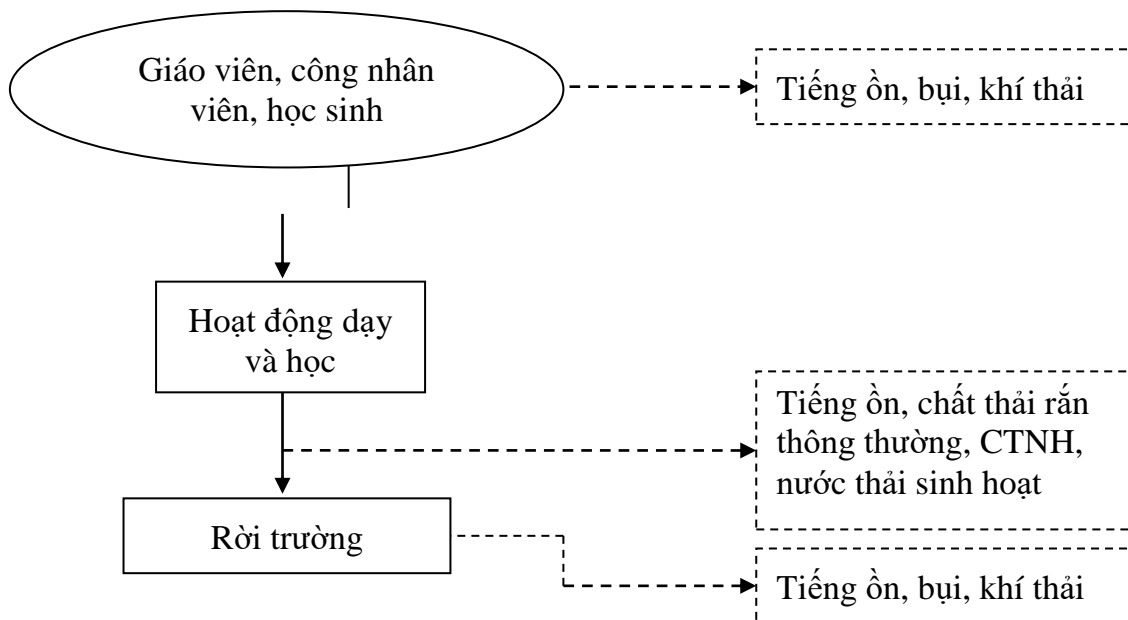 Giáo viên, công nhân
viên, học sinh
Tiếng ồn, bụi, khí thải
Hoạt động dạy
và học
Tiếng ồn, chất thải rắn
thông thường, CTNH,
nước thải sinh hoạt
Rời trường
Tiếng ồn, bụi, khí thải